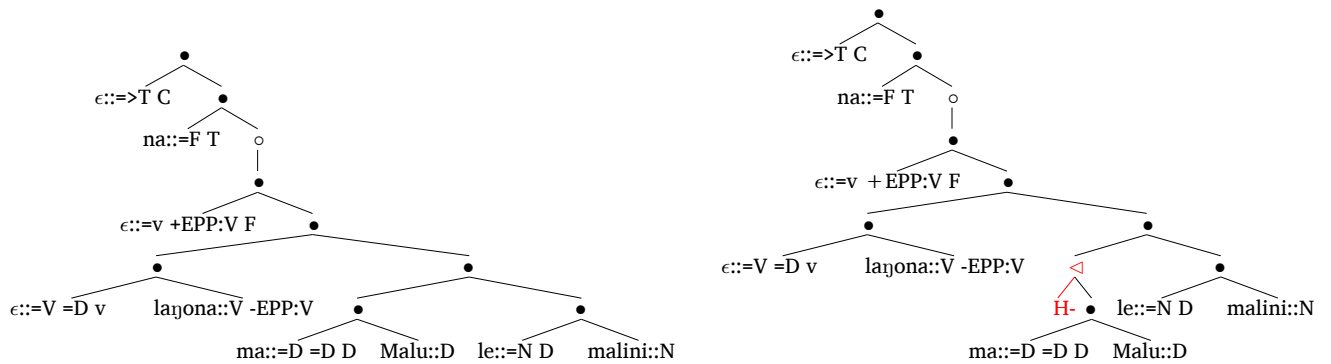 ϵ::=>T C
na::=F T
ϵ::=v +EPP:V F
ϵ::=V =D v laŋona::V -EPP:V
ma::=D =D D Malu::D le::=N D malini::N
ϵ::=>T C
na::=F T
ϵ::=v +EPP:V F
ϵ::=V =D v laŋona::V -EPP:V ◁
H- le::=N D malini::N
ma::=D =D D Malu::D